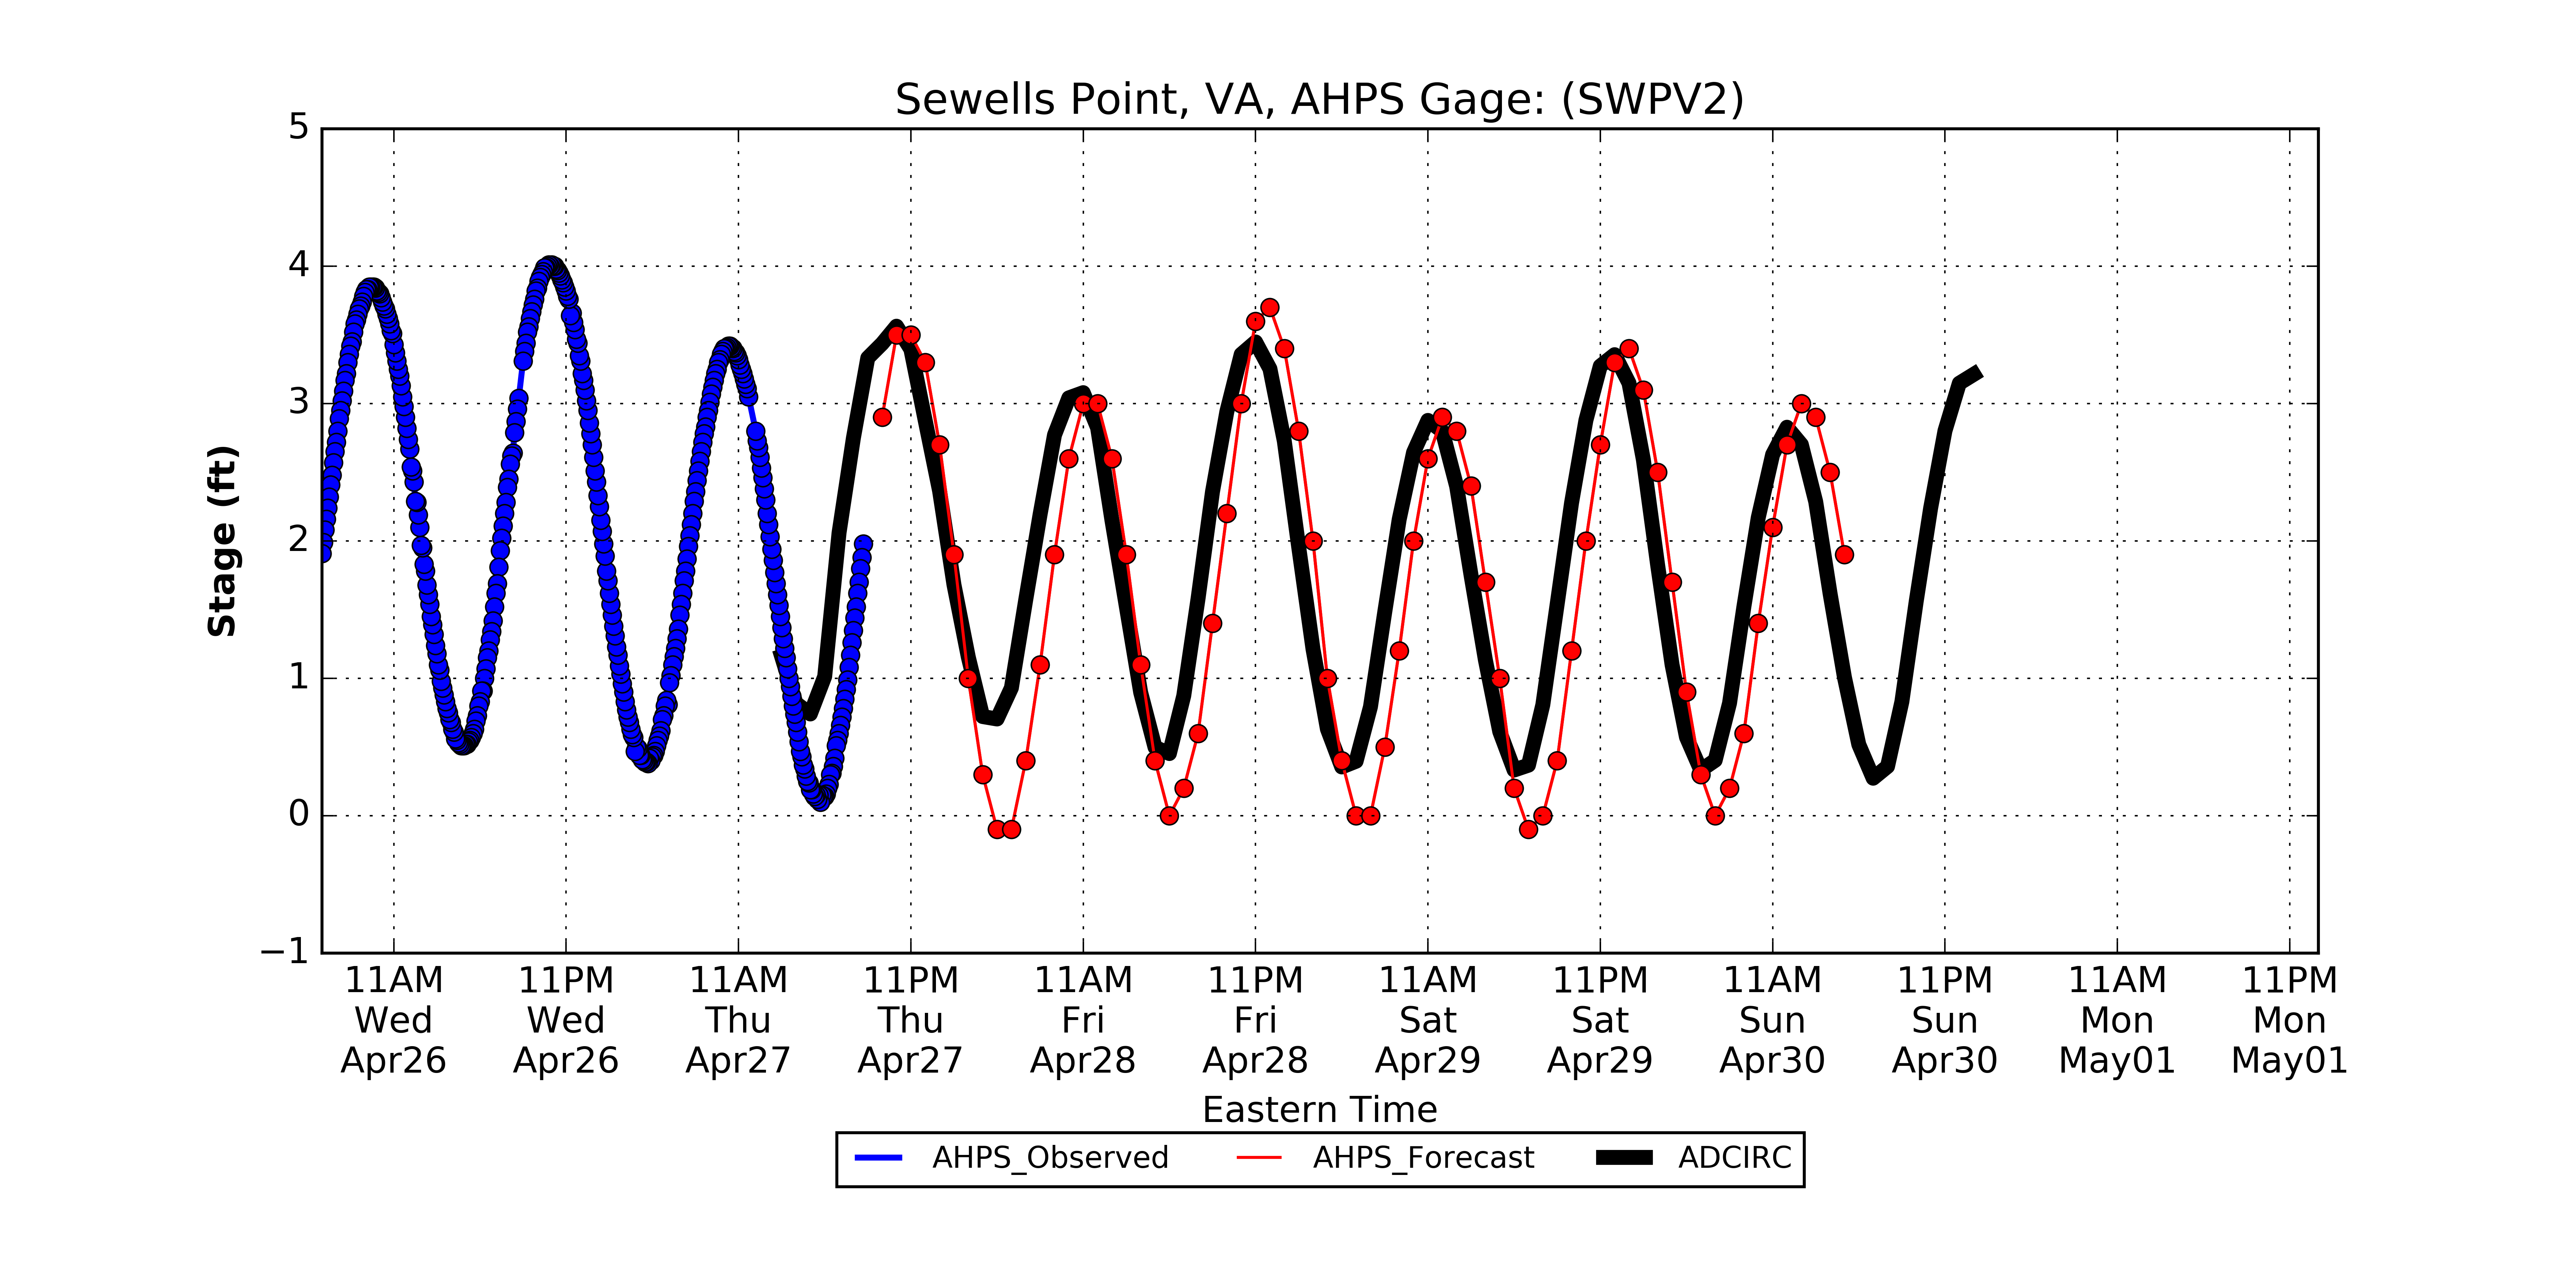 Sewells Point, VA, AHPS Gage: (SWPV2)
Stage (ft)
5
4
3
2
1
0
−1
11AM 11PM 11AM 11PM 11AM 11PM 11AM 11PM 11AM 11PM 11AM 11PM
Wed Wed Thu Thu Fri Fri Sat Sat Sun Sun Mon Mon
Apr26 Apr26 Apr27 Apr27 Apr28 Apr28 Apr29 Apr29 Apr30 Apr30 May01 May01
Eastern Time
AHPS_Observed AHPS_Forecast ADCIRC